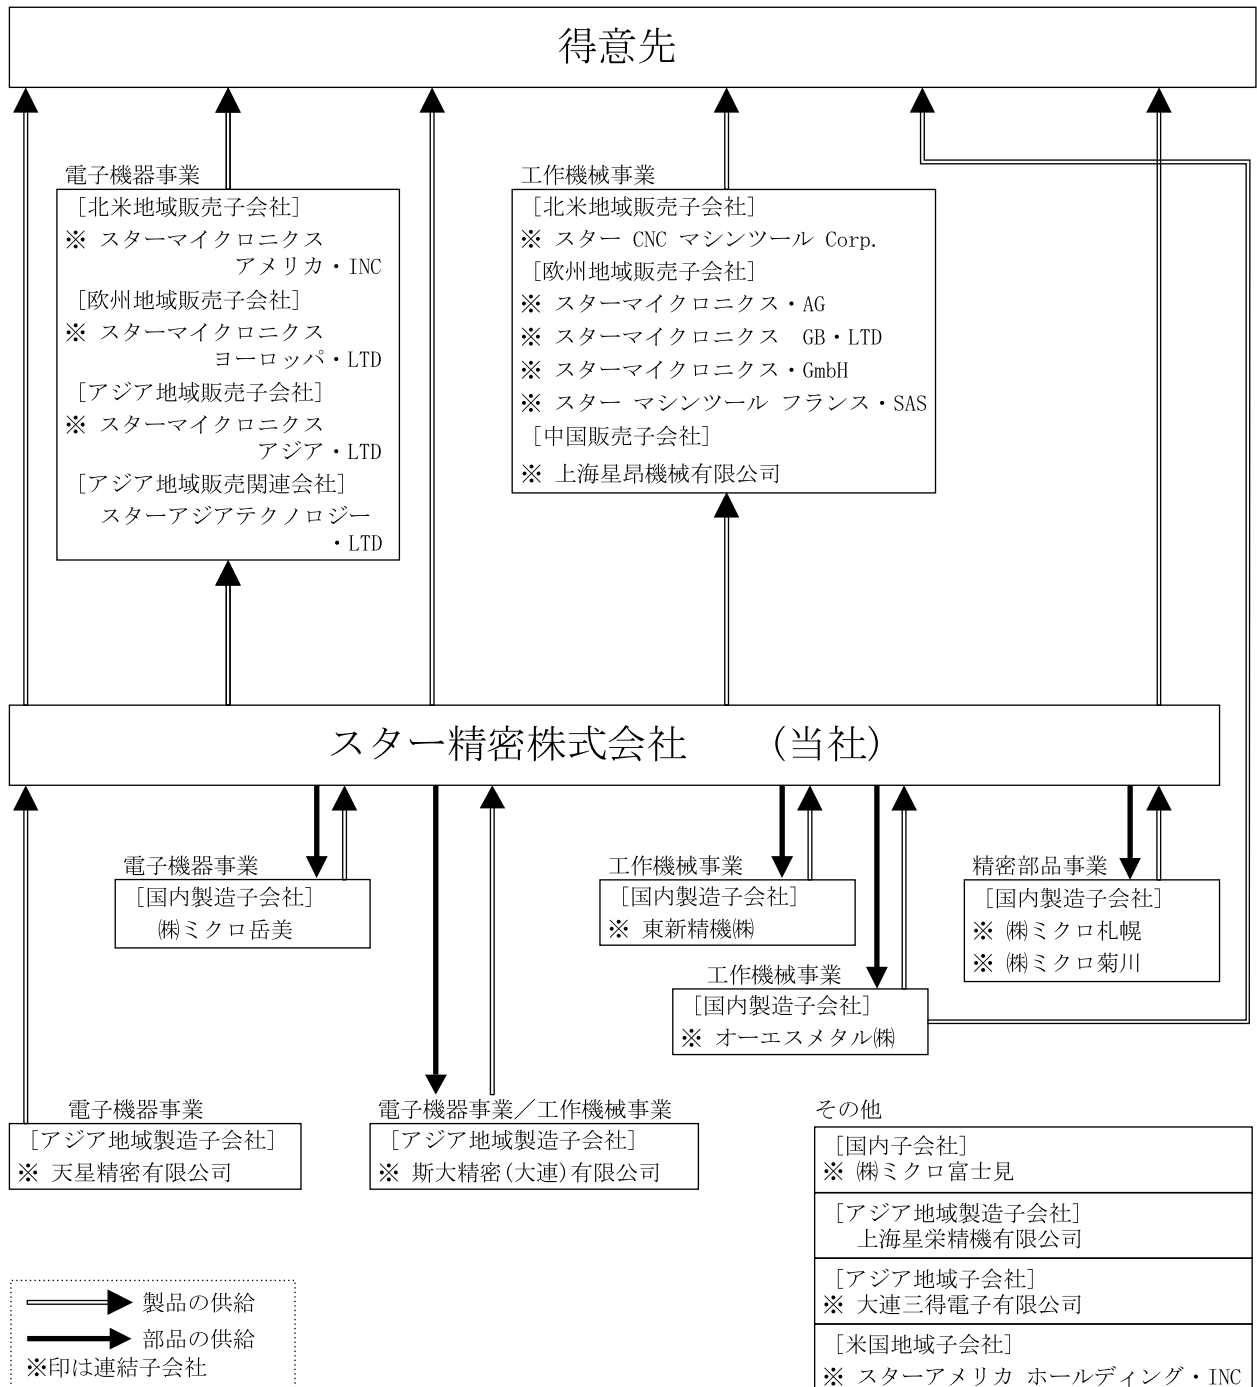 得意先
電子機器事業
［北米地域販売子会社］
※ スターマイクロニクス
アメリカ・INC
［欧州地域販売子会社］
※ スターマイクロニクス
ヨーロッパ・LTD
［アジア地域販売子会社］
※ スターマイクロニクス
アジア・LTD
［アジア地域販売関連会社］
スターアジアテクノロジー
・LTD
工作機械事業
［北米地域販売子会社］
※ スター CNC マシンツール Corp.
［欧州地域販売子会社］
※ スターマイクロニクス・AG
※ スターマイクロニクス　GB・LTD
※ スターマイクロニクス・GmbH
※ スター マシンツール フランス・SAS
［中国販売子会社］
※ 上海星昂機械有限公司
スター精密株式会社　　（当社）
電子機器事業
［国内製造子会社］
㈱ミクロ岳美
工作機械事業
［国内製造子会社］
※ 東新精機㈱
精密部品事業
［国内製造子会社］
※ ㈱ミクロ札幌
※ ㈱ミクロ菊川
工作機械事業
［国内製造子会社］
※ オーエスメタル㈱
電子機器事業
［アジア地域製造子会社］
※ 天星精密有限公司
電子機器事業／工作機械事業
［アジア地域製造子会社］
※ 斯大精密(大連)有限公司
その他
［国内子会社］
※ ㈱ミクロ富士見
［アジア地域製造子会社］
上海星栄精機有限公司
［アジア地域子会社］
※ 大連三得電子有限公司
［米国地域子会社］
※ スターアメリカ ホールディング・INC
製品の供給
部品の供給
※印は連結子会社